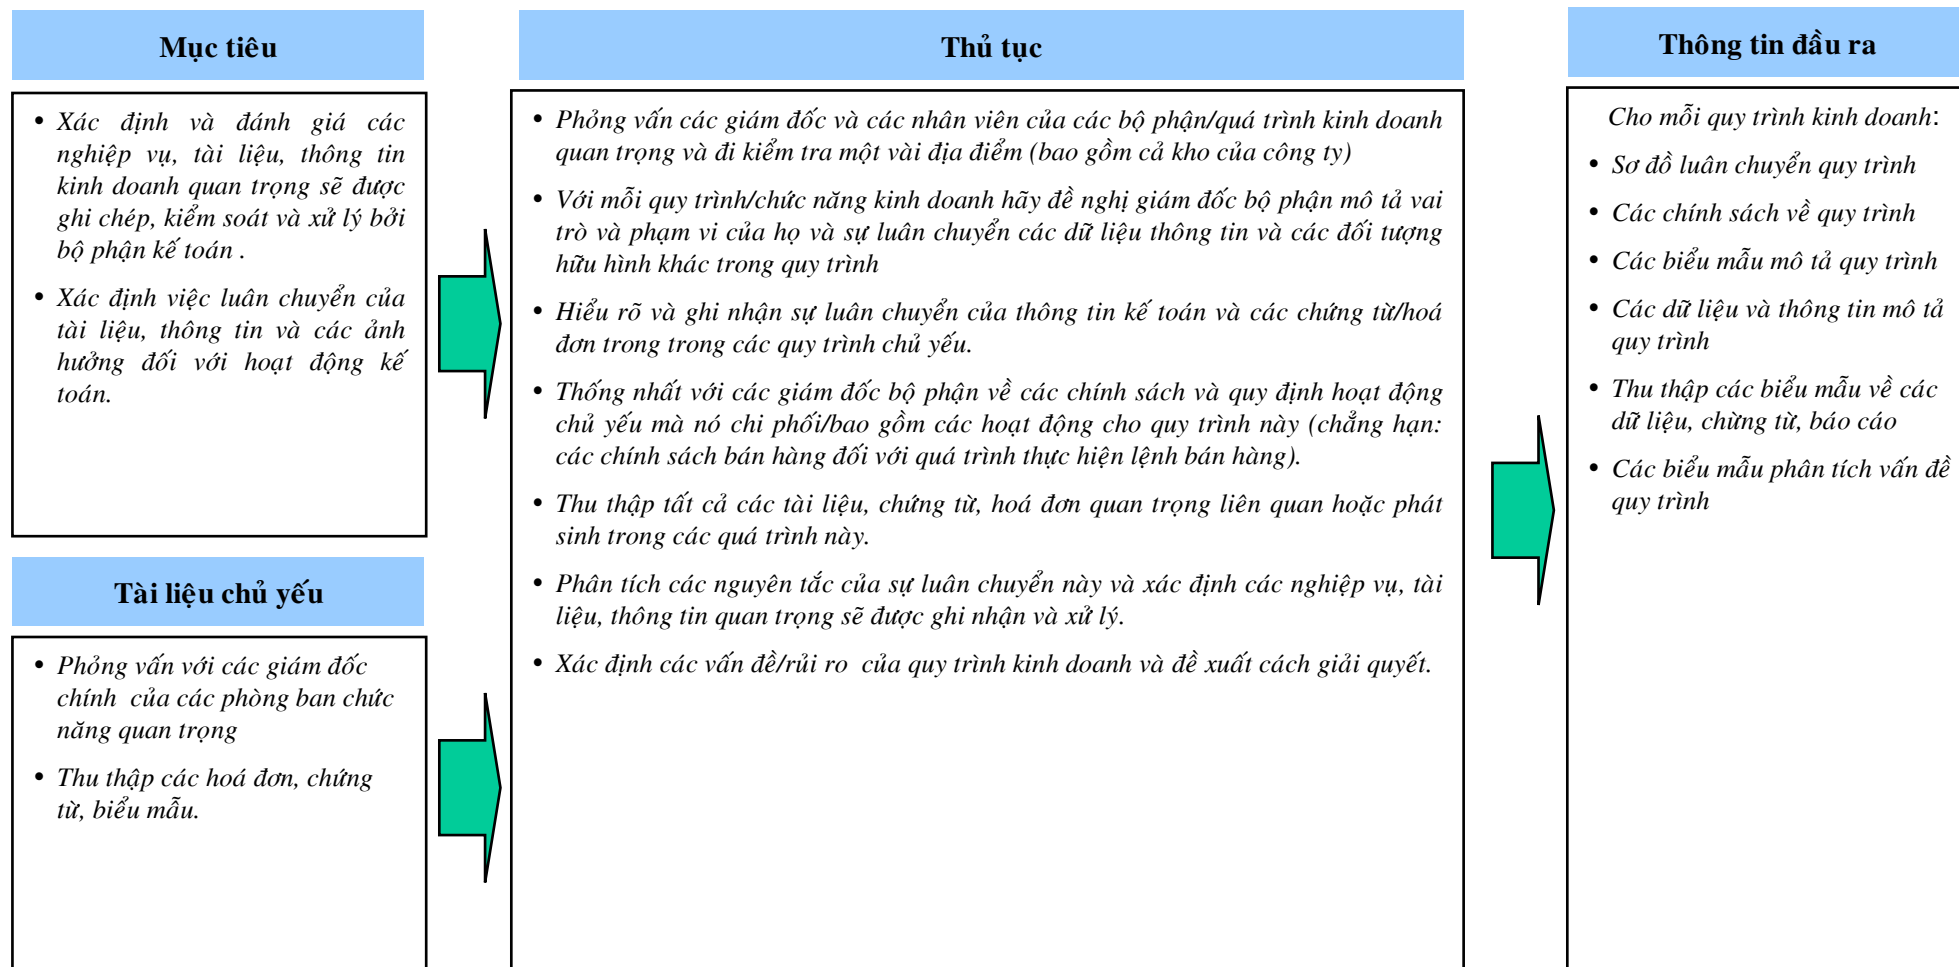 Mục tiêu
• Xác định và đánh giá các
nghiệp vụ, tài liệu, thông tin
kinh doanh quan trọng sẽ được
ghi chép, kiểm soát và xử lý bởi
bộ phận kế toán .
• Xác định việc luân chuyển của
tài liệu, thông tin và các ảnh
hưởng đối với hoạt động kế
toán.
Tài liệu chủ yếu
• Phỏng vấn với các giám đốc
chính của các phòng ban chức
năng quan trọng
• Thu thập các hoá đơn, chứng
từ, biểu mẫu.
Thủ tục
• Phỏng vấn các giám đốc và các nhân viên của các bộ phận/quá trình kinh doanh
quan trọng và đi kiểm tra một vài địa điểm (bao gồm cả kho của công ty)
• Với mỗi quy trình/chức năng kinh doanh hãy đề nghị giám đốc bộ phận mô tả vai
trò và phạm vi của họ và sự luân chuyển các dữ liệu thông tin và các đối tượng
hữu hình khác trong quy trình
• Hiểu rõ và ghi nhận sự luân chuyển của thông tin kế toán và các chứng từ/hoá
đơn trong trong các quy trình chủ yếu.
• Thống nhất với các giám đốc bộ phận về các chính sách và quy định hoạt động
chủ yếu mà nó chi phối/bao gồm các hoạt động cho quy trình này (chẳng hạn:
các chính sách bán hàng đối với quá trình thực hiện lệnh bán hàng).
• Thu thập tất cả các tài liệu, chứng từ, hoá đơn quan trọng liên quan hoặc phát
sinh trong các quá trình này.
• Phân tích các nguyên tắc của sự luân chuyển này và xác định các nghiệp vụ, tài
liệu, thông tin quan trọng sẽ được ghi nhận và xử lý.
• Xác định các vấn đề/rủi ro của quy trình kinh doanh và đề xuất cách giải quyết.
Thông tin đầu ra
Cho mỗi quy trình kinh doanh:
• Sơ đồ luân chuyển quy trình
• Các chính sách về quy trình
• Các biểu mẫu mô tả quy trình
• Các dữ liệu và thông tin mô tả
quy trình
• Thu thập các biểu mẫu về các
dữ liệu, chừng từ, báo cáo
• Các biểu mẫu phân tích vấn đề
quy trình